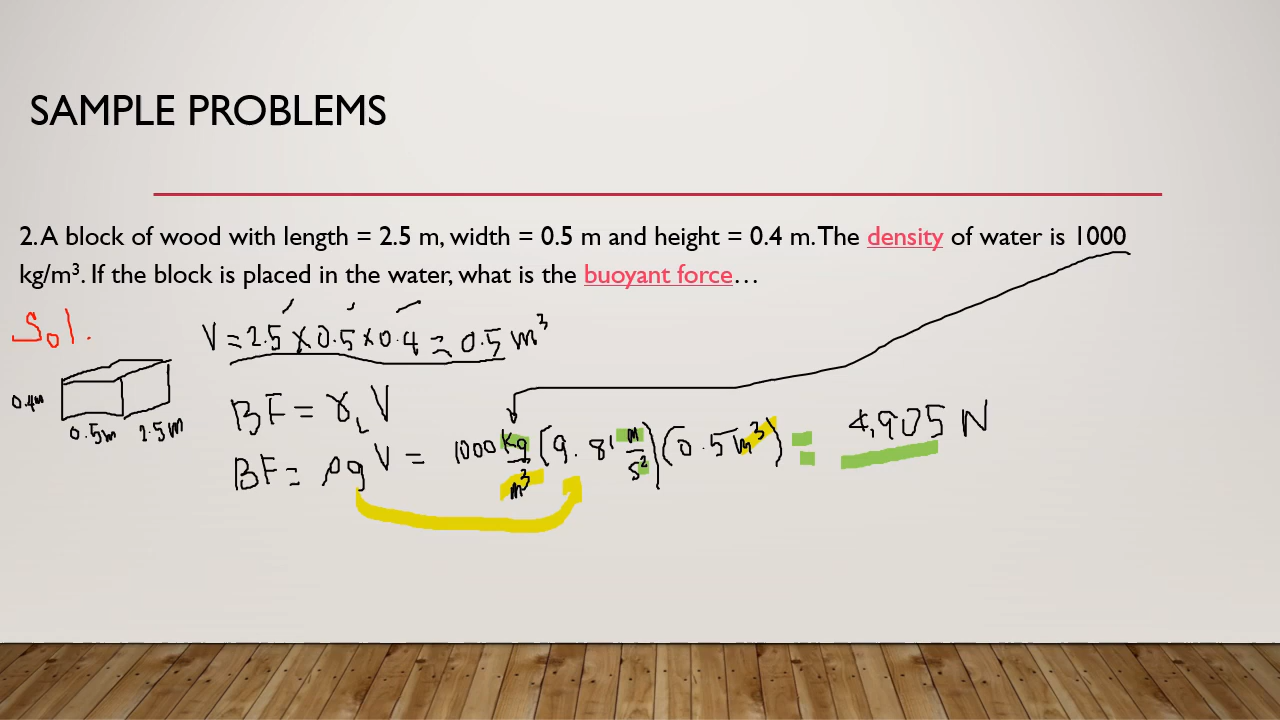 SAMPLE PROBLEMS
2. A block of wood with length = 2.5 m, width = 0.5 m and height = 0.4 m. The density of water is 1000
kg/m³. If the block is placed in the water, what is the buoyant force…
Sol.
V = 2.5 × 0.5 × 0.4 = 0.5 m³
0.4m
0.5m 2.5m
BF = γL V
BF = ρg V = 1000 kg/m³ (9.81 m/s²)(0.5 m³) = 4,905 N